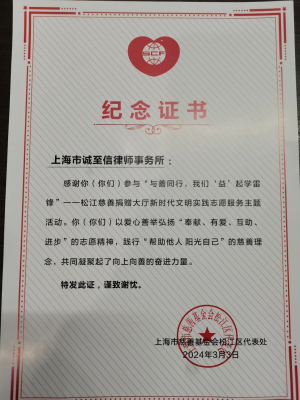 SCF
纪念证书
上海市诚至信律师事务所：
感谢你（你们）参与“与善同行，我们‘益’起学雷
锋”——松江慈善捐赠大厅新时代文明实践志愿服务主题
活动。你（你们）以爱心善举弘扬“奉献、有爱、互助、
进步”的志愿精神，践行“帮助他人 阳光自己”的慈善理
念、共同凝聚起了向上向善的奋进力量。
特发此证，谨致谢忱。
上海市慈善基金会松江区代表处
2024年3月3日